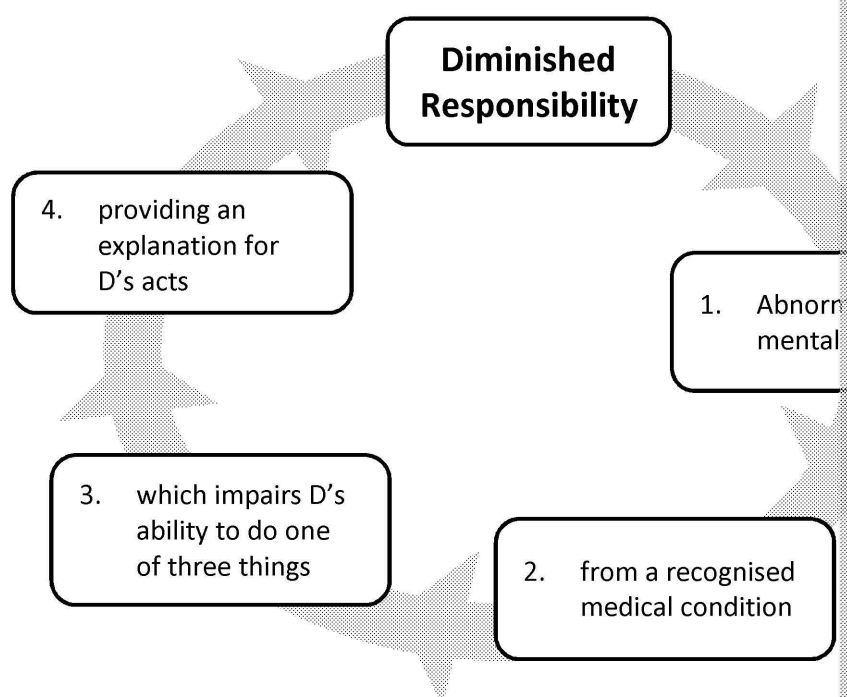 Diminished
Responsibility
1. 
mental
2. from a recognised
medical condition
3. which impairs D’s
ability to do one
of three things
4. providing an
explanation for
D’s acts